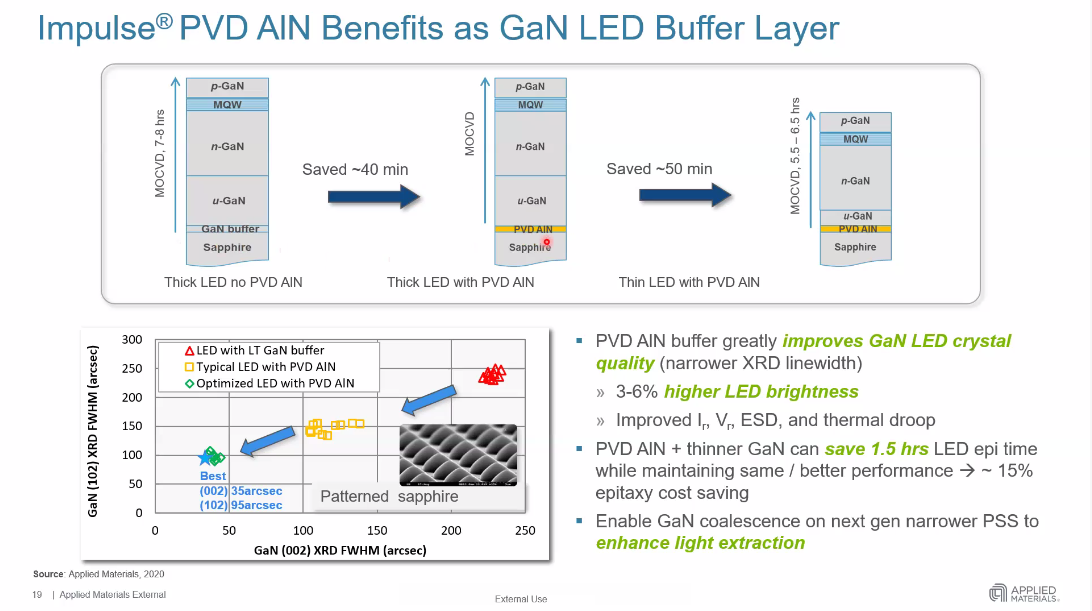 Impulse® PVD AlN Benefits as GaN LED Buffer Layer
MOCVD, 7-8 hrs
p-GaN
MQW
n-GaN
u-GaN
GaN buffer
Sapphire
Thick LED no PVD AlN
Saved ~40 min
MOCVD
p-GaN
MQW
n-GaN
u-GaN
PVD AlN
Sapphire
Thick LED with PVD AlN
Saved ~50 min
MOCVD, 5.5 – 6.5 hrs
p-GaN
MQW
n-GaN
u-GaN
PVD AlN
Sapphire
Thin LED with PVD AlN
GaN (102) XRD FWHM (arcsec)
300
250
200
150
100
50
0
LED with LT GaN buffer
Typical LED with PVD AlN
Optimized LED with PVD AlN
Best
(002) 35arcsec
(102) 95arcsec
Patterned sapphire
0 50 100 150 200 250
GaN (002) XRD FWHM (arcsec)
▪ PVD AlN buffer greatly improves GaN LED crystal
quality (narrower XRD linewidth)
» 3-6% higher LED brightness
» Improved Ir, Vr, ESD, and thermal droop
▪ PVD AlN + thinner GaN can save 1.5 hrs LED epi time
while maintaining same / better performance → ~ 15%
epitaxy cost saving
▪ Enable GaN coalescence on next gen narrower PSS to
enhance light extraction
Source: Applied Materials, 2020
19 | Applied Materials External
External Use
APPLIED
MATERIALS®